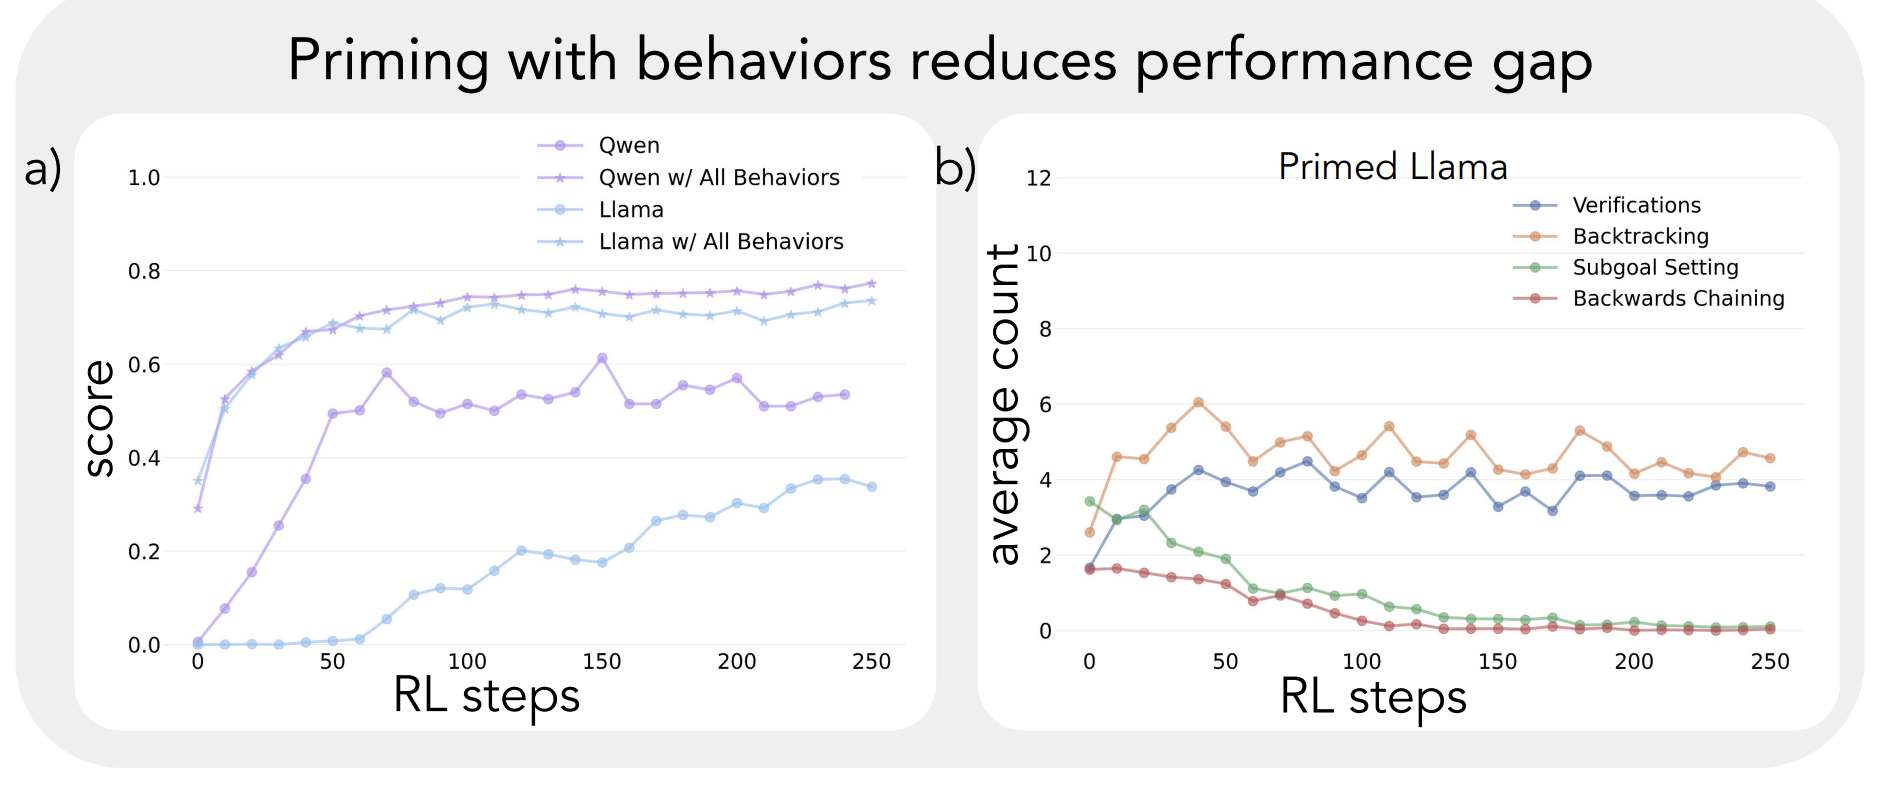 Priming with behaviors reduces performance gap
a)
Qwen
Qwen w/ All Behaviors
Llama
Llama w/ All Behaviors
1.0
0.8
0.6
0.4
0.2
0.0
score
0 50 100 150 200 250
RL steps
b)
Primed Llama
Verifications
Backtracking
Subgoal Setting
Backwards Chaining
12
10
8
6
4
2
0
average count
0 50 100 150 200 250
RL steps